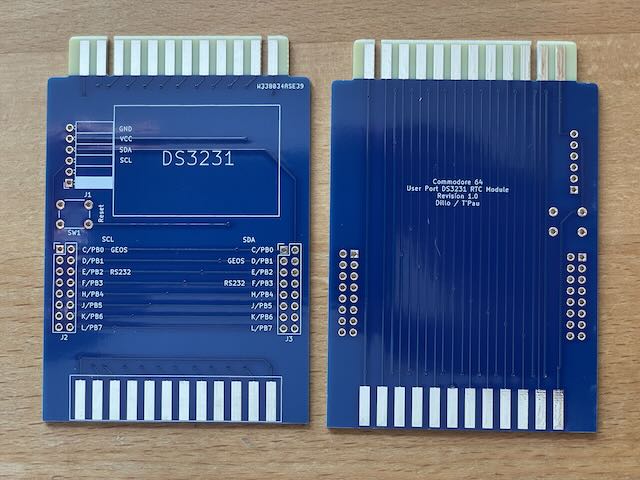 W338034ASEJ9
GND
VCC
SDA
SCL
DS3231
J1
Reset
SW1
SCL SDA
C/PB0 GEOS C/PB0
D/PB1 GEOS D/PB1
E/PB2 RS232 E/PB2
F/PB3 RS232 F/PB3
H/PB4 H/PB4
J/PB5 J/PB5
K/PB6 K/PB6
L/PB7 L/PB7
J2 J3
Commodore 64
User Port DS3231 RTC Module
Revision 1.0
Dillo / T'Pau